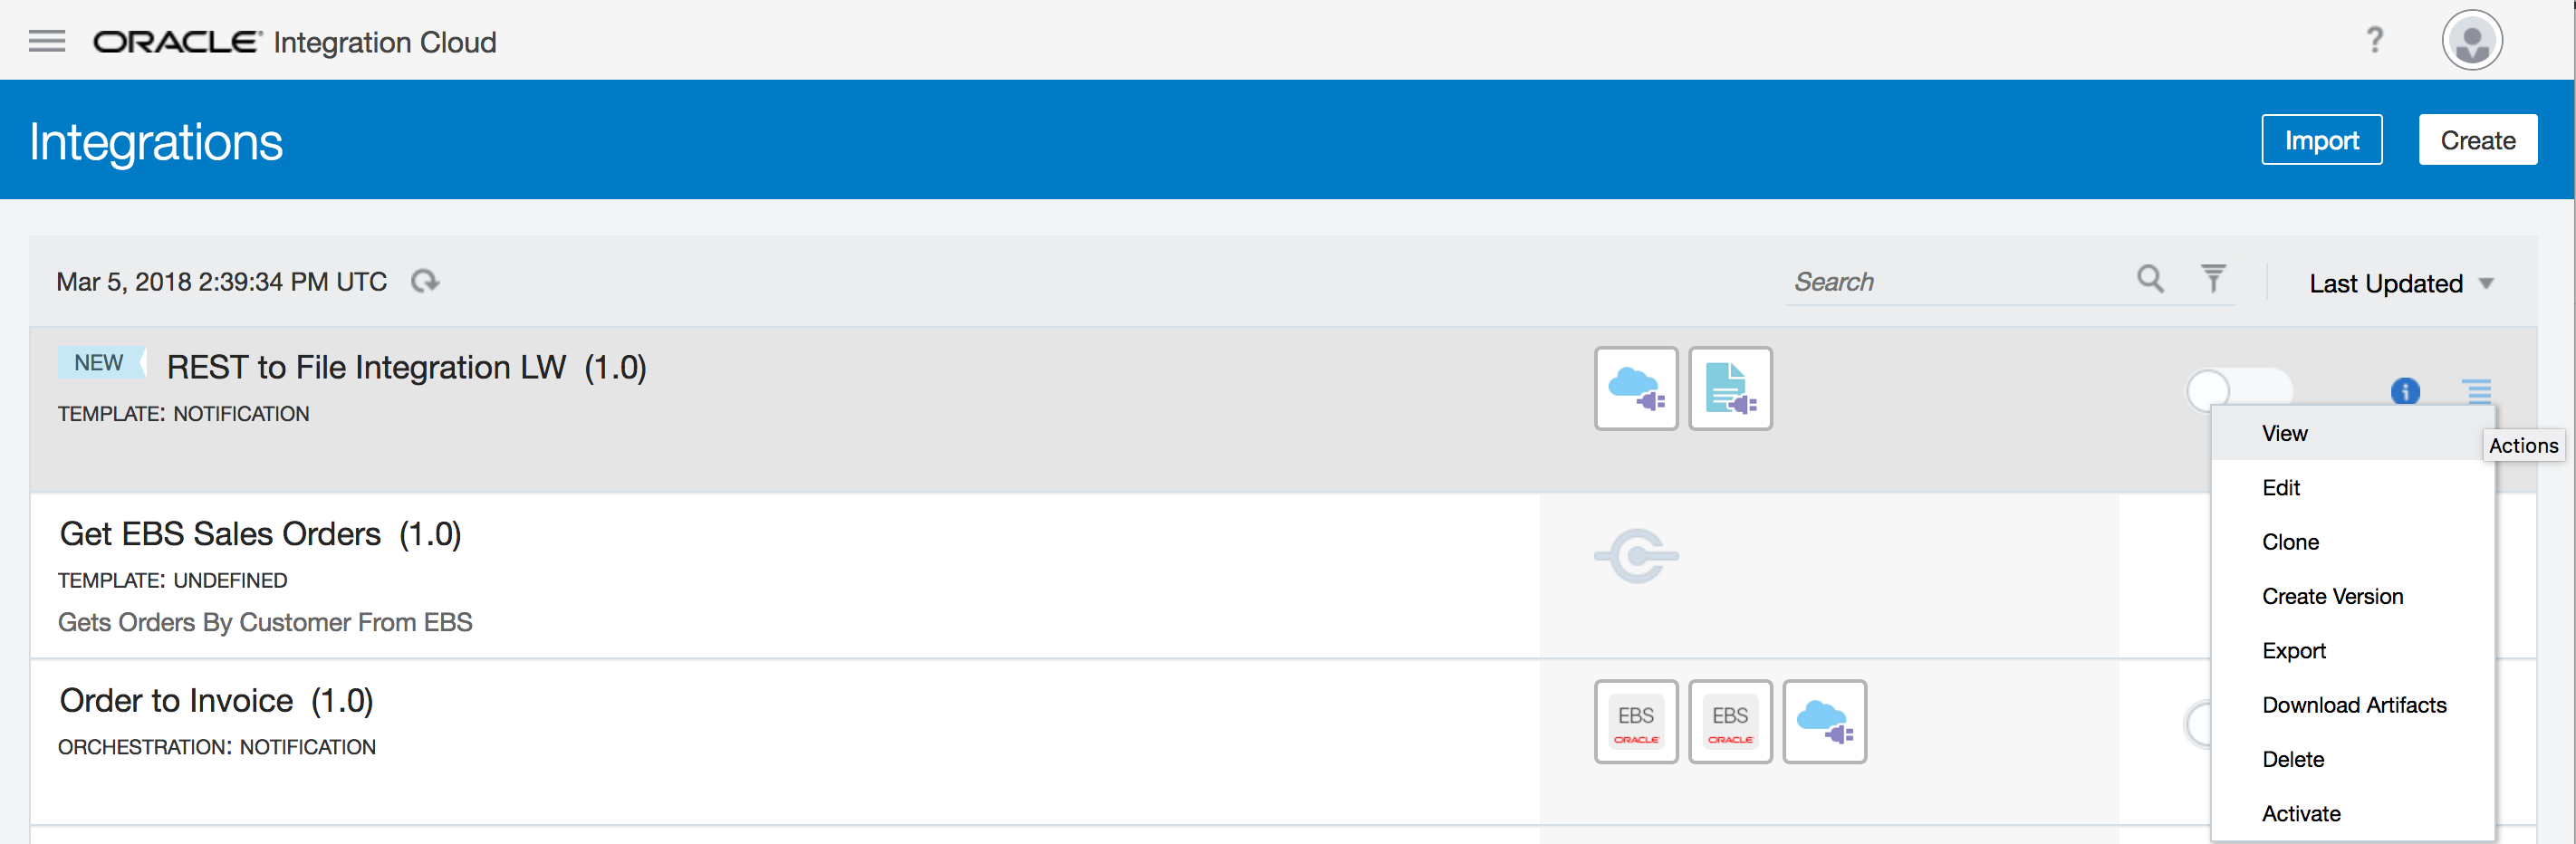 ORACLE Integration Cloud
?
Integrations
Import
Create
Mar 5, 2018 2:39:34 PM UTC
Search
Last Updated
NEW
REST to File Integration LW (1.0)
TEMPLATE: NOTIFICATION
i
View
Actions
Edit
Clone
Create Version
Export
Download Artifacts
Delete
Activate
Get EBS Sales Orders (1.0)
TEMPLATE: UNDEFINED
Gets Orders By Customer From EBS
Order to Invoice (1.0)
ORCHESTRATION: NOTIFICATION
EBS
ORACLE
EBS
ORACLE